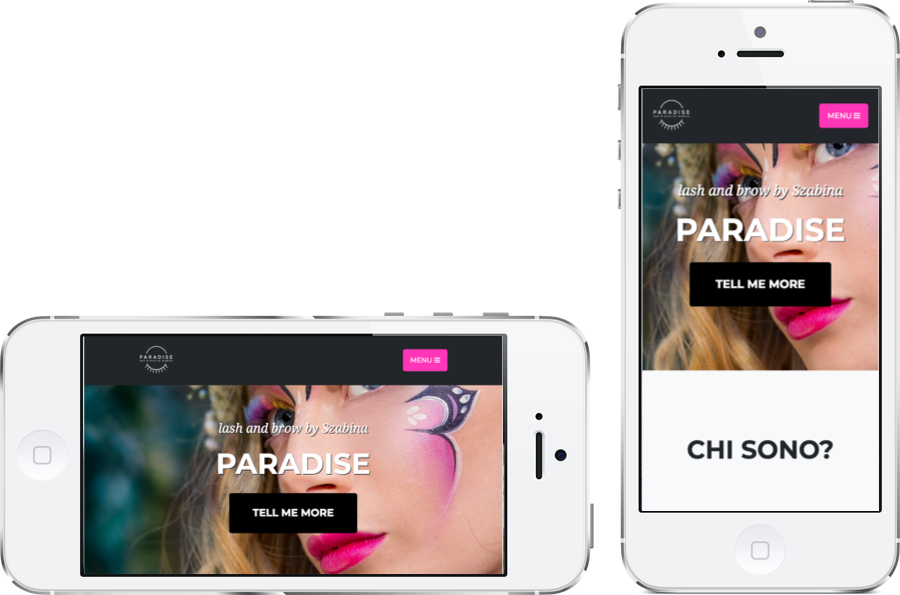 PARADISE
MENU
lash and brow by Szabina
PARADISE
TELL ME MORE
PARADISE
MENU
lash and brow by Szabina
PARADISE
TELL ME MORE
CHI SONO?